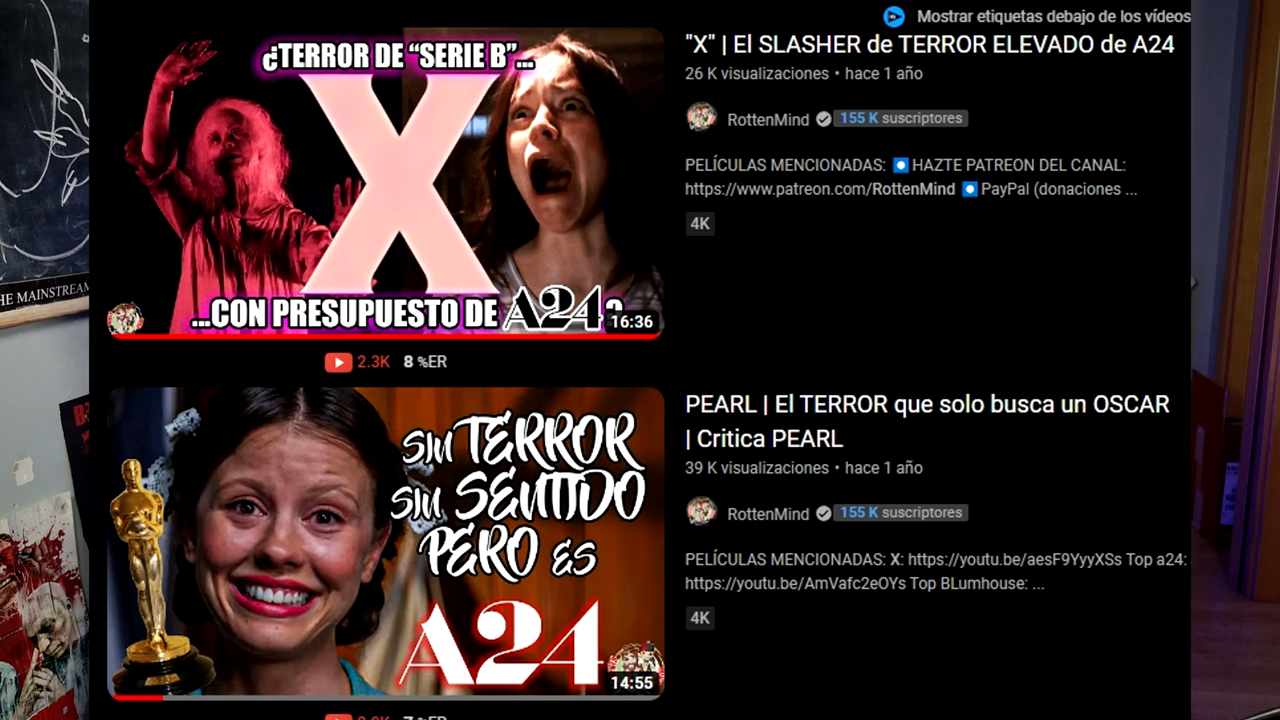 Mostrar etiquetas debajo de los vídeos
¿TERROR DE “SERIE B”...
X
...CON PRESUPUESTO DE A24?
16:36
2.3K 8 %ER
"X" | El SLASHER de TERROR ELEVADO de A24
26 K visualizaciones • hace 1 año
RottenMind 155 K suscriptores
PELÍCULAS MENCIONADAS: HAZTE PATREON DEL CANAL:
https://www.patreon.com/RottenMind PayPal (donaciones ...
4K
HE MAINSTREAM
SIN TERROR
SIN SENTIDO
PERO ES
A24
14:55
PEARL | El TERROR que solo busca un OSCAR
| Critica PEARL
39 K visualizaciones • hace 1 año
RottenMind 155 K suscriptores
PELÍCULAS MENCIONADAS: X: https://youtu.be/aesF9YyyXSs Top a24:
https://youtu.be/AmVafc2eOYs Top BLumhouse: ...
4K